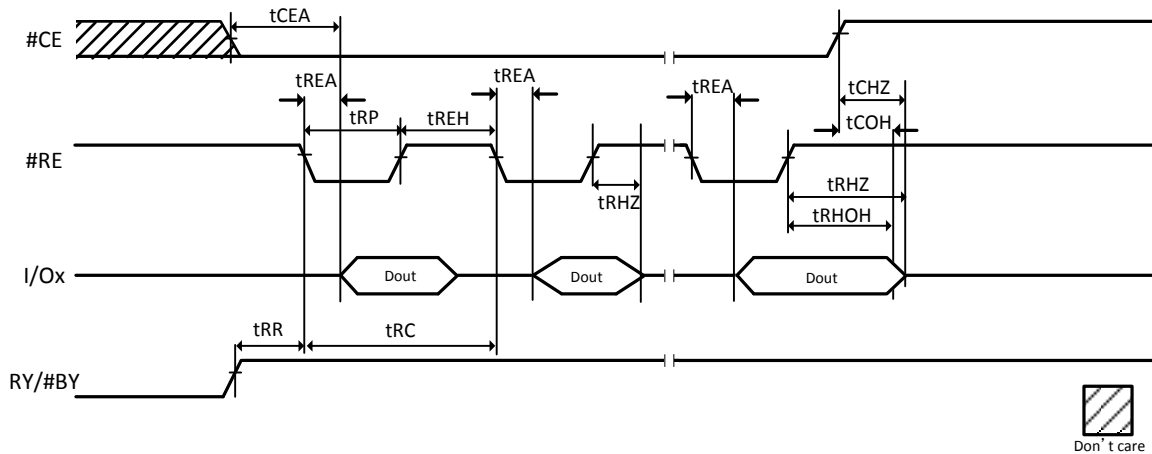 tCEA
#CE
tREA
tREA
tREA
tCHZ
tCOH
tRP
tREH
#RE
tRHZ
tRHZ
tRHOH
I/Ox
Dout
Dout
Dout
tRR
tRC
RY/#BY
Don’t care